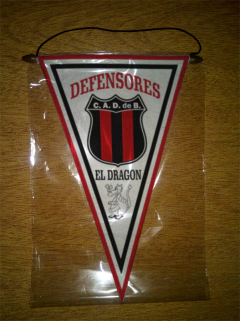 DEFENSORES
C. A. D. de B.
EL DRAGON